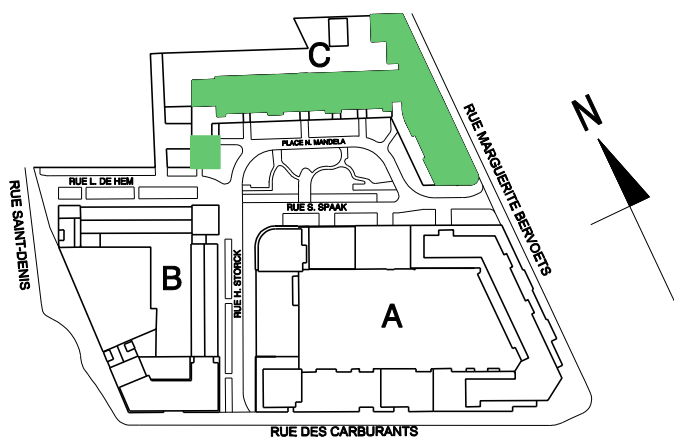 C
RUE MARGUERITE BERVOETS
N
PLACE N. MANDELA
RUE L. DE HEM
RUE SAINT-DENIS
RUE S. SPAAK
B
RUE H. STORCK
A
RUE DES CARBURANTS